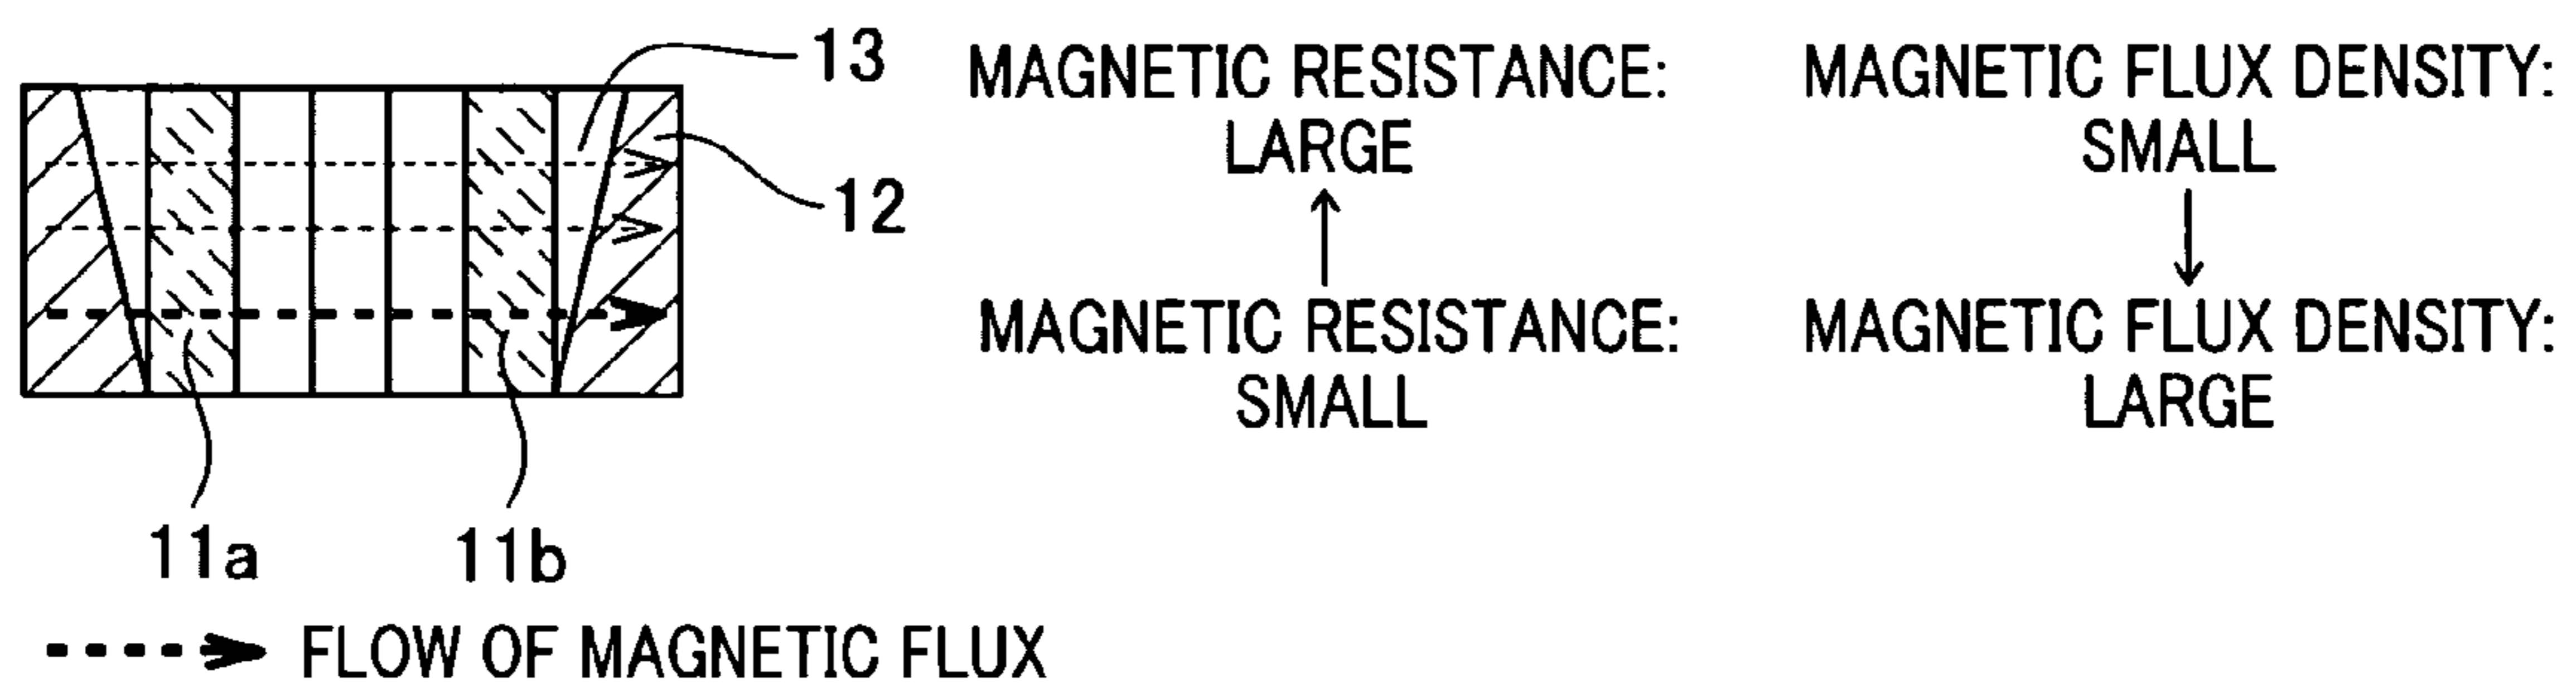 13
12
MAGNETIC RESISTANCE:
LARGE
MAGNETIC RESISTANCE:
SMALL
MAGNETIC FLUX DENSITY:
SMALL
MAGNETIC FLUX DENSITY:
LARGE
11a
11b
FLOW OF MAGNETIC FLUX